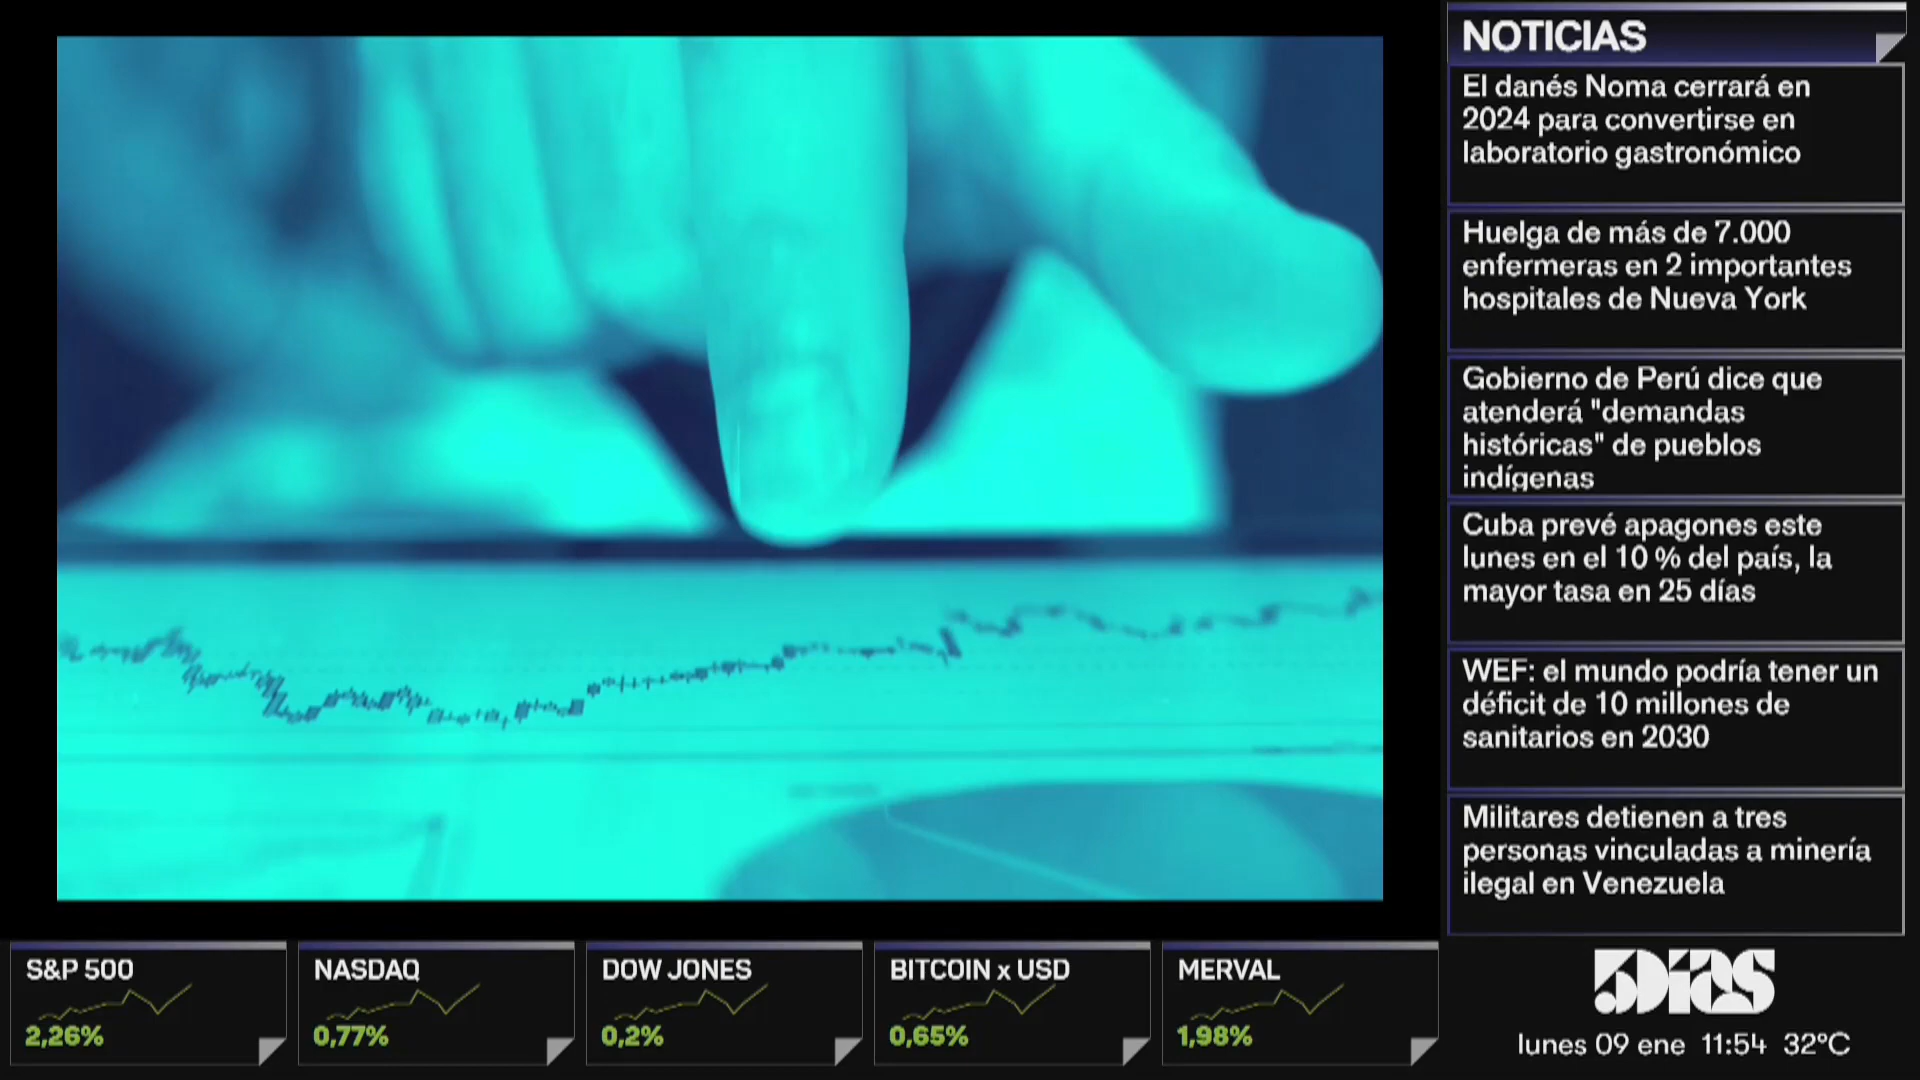 NOTICIAS
El danés Noma cerrará en
2024 para convertirse en
laboratorio gastronómico
Huelga de más de 7.000
enfermeras en 2 importantes
hospitales de Nueva York
Gobierno de Perú dice que
atenderá "demandas
históricas" de pueblos
indígenas
Cuba prevé apagones este
lunes en el 10 % del país, la
mayor tasa en 25 días
WEF: el mundo podría tener un
déficit de 10 millones de
sanitarios en 2030
Militares detienen a tres
personas vinculadas a minería
ilegal en Venezuela
S&P 500
2,26%
NASDAQ
0,77%
DOW JONES
0,2%
BITCOIN x USD
0,65%
MERVAL
1,98%
5DÍAS
lunes 09 ene 11:54 32°C